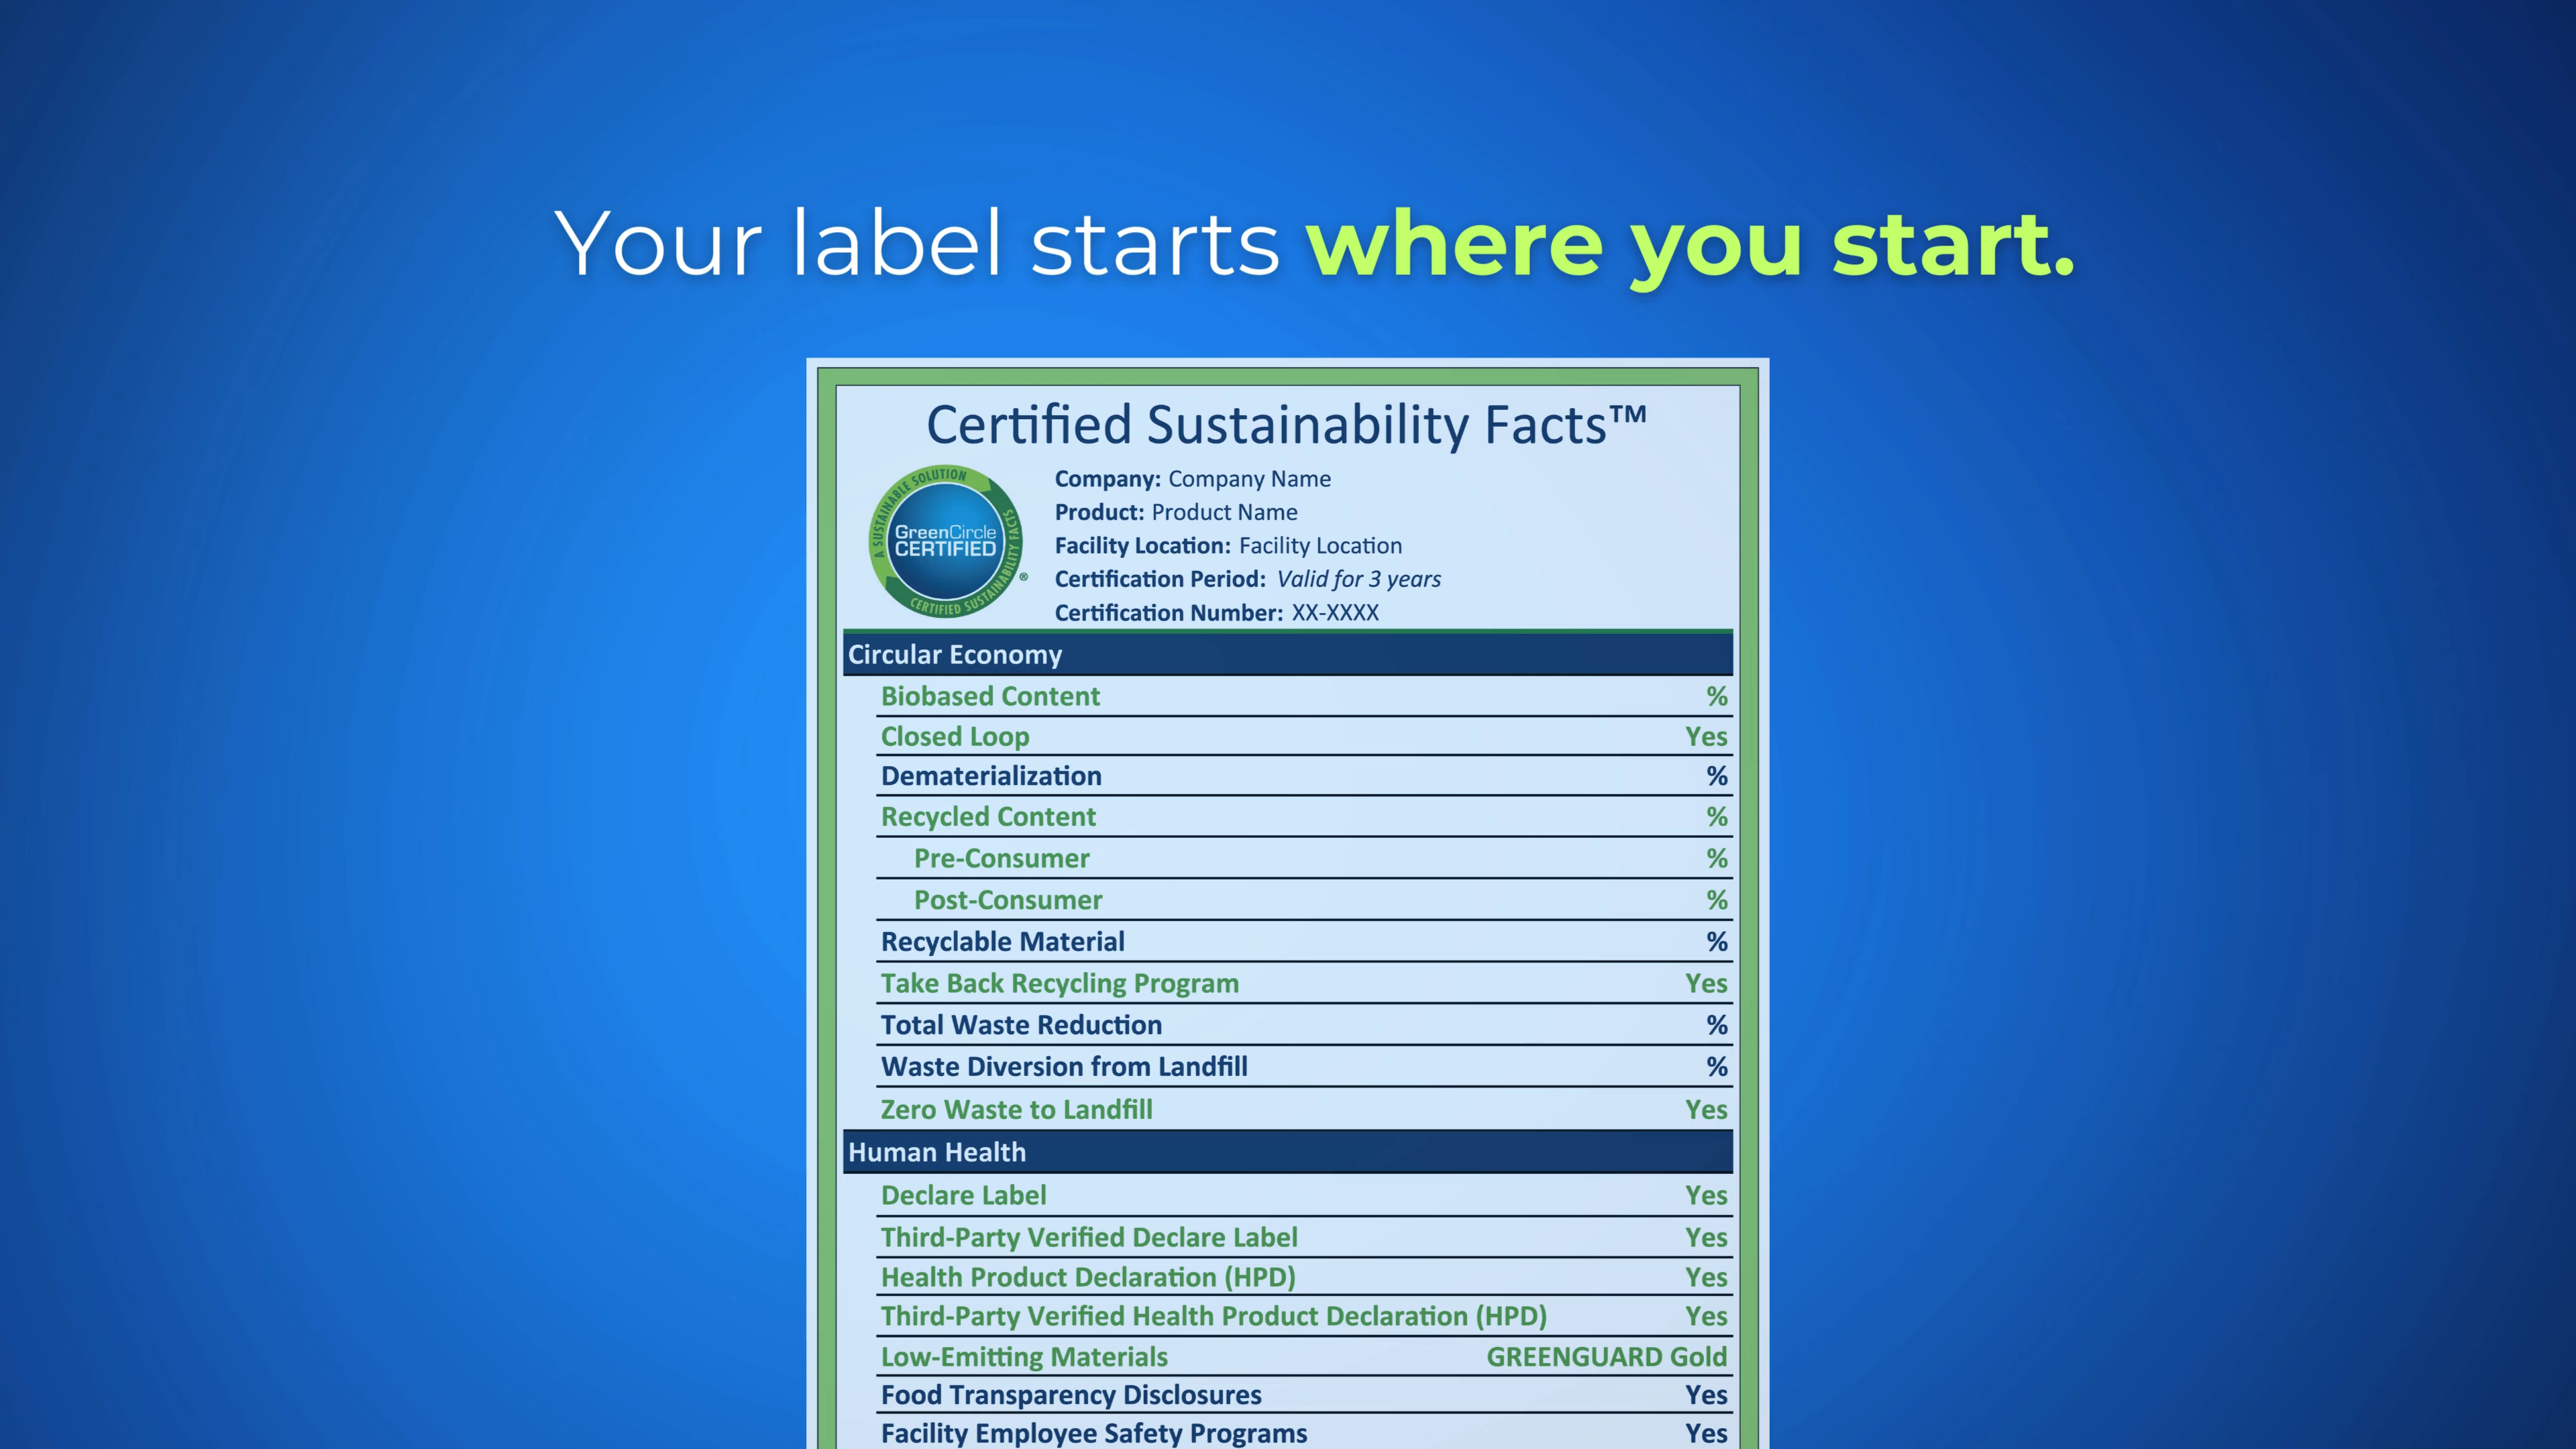 Your label starts where you start.
Certified Sustainability Facts™
A SUSTAINABLE SOLUTION
GreenCircle
CERTIFIED
CERTIFIED SUSTAINABILITY FACTS
®
Company: Company Name
Product: Product Name
Facility Location: Facility Location
Certification Period: Valid for 3 years
Certification Number: XX-XXXX
Circular Economy
Biobased Content %
Closed Loop Yes
Dematerialization %
Recycled Content %
Pre-Consumer %
Post-Consumer %
Recyclable Material %
Take Back Recycling Program Yes
Total Waste Reduction %
Waste Diversion from Landfill %
Zero Waste to Landfill Yes
Human Health
Declare Label Yes
Third-Party Verified Declare Label Yes
Health Product Declaration (HPD) Yes
Third-Party Verified Health Product Declaration (HPD) Yes
Low-Emitting Materials GREENGUARD Gold
Food Transparency Disclosures Yes
Facility Employee Safety Programs Yes